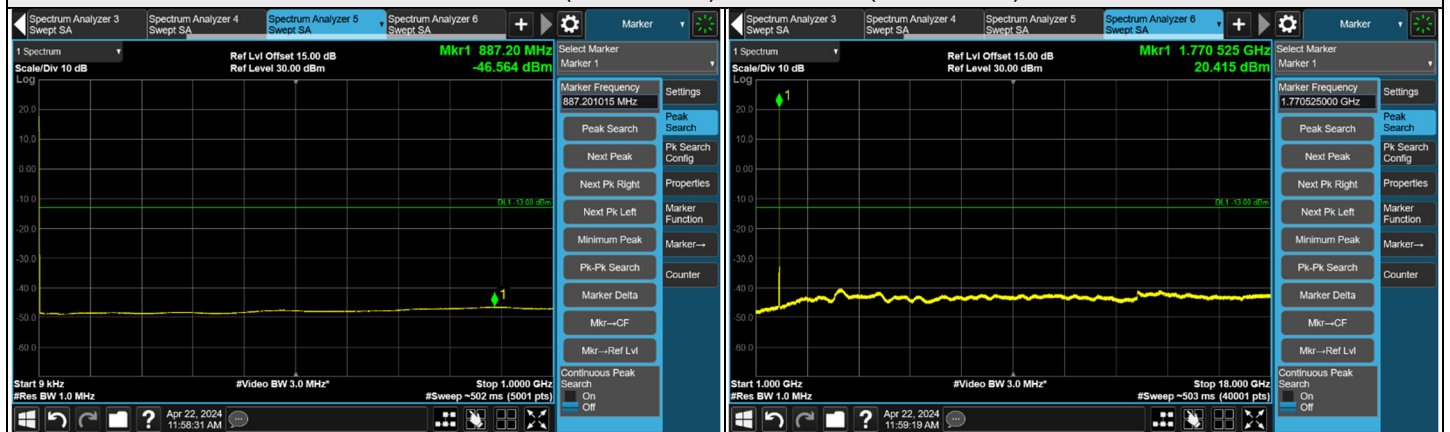 Spectrum Analyzer 3
Swept SA
Spectrum Analyzer 4
Swept SA
Spectrum Analyzer 5
Swept SA
Spectrum Analyzer 6
Swept SA
+
Marker
1 Spectrum
Scale/Div 10 dB
Log
Ref Lvl Offset 15.00 dB
Ref Level 30.00 dBm
Mkr1 887.20 MHz
-46.564 dBm
20.0
10.0
0.00
-10.0
-20.0
-30.0
-40.0
-50.0
-60.0
DL1 -13.00 dBm
1
Start 9 kHz
#Res BW 1.0 MHz
#Video BW 3.0 MHz*
Stop 1.0000 GHz
#Sweep ~502 ms (5001 pts)
Select Marker
Marker 1
Marker Frequency
887.201015 MHz
Peak Search
Next Peak
Next Pk Right
Next Pk Left
Minimum Peak
Pk-Pk Search
Marker Delta
Mkr→CF
Mkr→Ref Lvl
Continuous Peak
Search
On
Off
Settings
Peak
Search
Pk Search
Config
Properties
Marker
Function
Marker→
Counter
?
Apr 22, 2024
11:58:31 AM
Spectrum Analyzer 3
Swept SA
Spectrum Analyzer 4
Swept SA
Spectrum Analyzer 5
Swept SA
Spectrum Analyzer 6
Swept SA
+
Marker
1 Spectrum
Scale/Div 10 dB
Log
Ref Lvl Offset 15.00 dB
Ref Level 30.00 dBm
Mkr1 1.770 525 GHz
20.415 dBm
20.0
10.0
0.00
-10.0
-20.0
-30.0
-40.0
-50.0
-60.0
DL1 -13.00 dBm
1
Start 1.000 GHz
#Res BW 1.0 MHz
#Video BW 3.0 MHz*
Stop 18.000 GHz
#Sweep ~503 ms (40001 pts)
Select Marker
Marker 1
Marker Frequency
1.770525000 GHz
Peak Search
Next Peak
Next Pk Right
Next Pk Left
Minimum Peak
Pk-Pk Search
Marker Delta
Mkr→CF
Mkr→Ref Lvl
Continuous Peak
Search
On
Off
Settings
Peak
Search
Pk Search
Config
Properties
Marker
Function
Marker→
Counter
?
Apr 22, 2024
11:59:19 AM